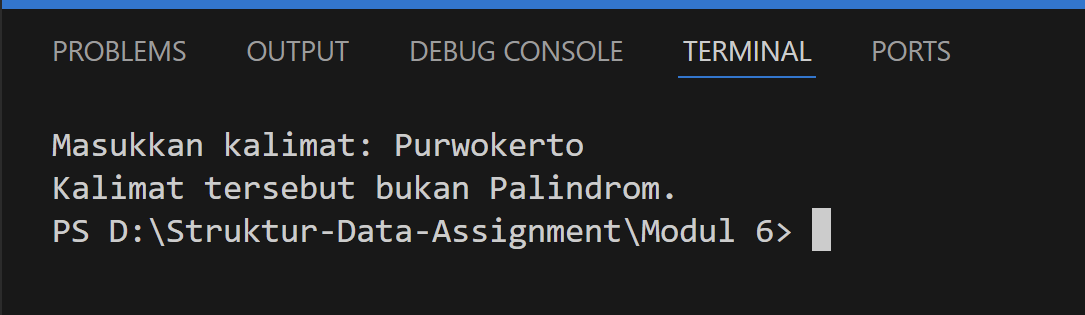 PROBLEMS OUTPUT DEBUG CONSOLE TERMINAL PORTS
Masukkan kalimat: Purwokerto
Kalimat tersebut bukan Palindrom.
PS D:\Struktur-Data-Assignment\Modul 6>